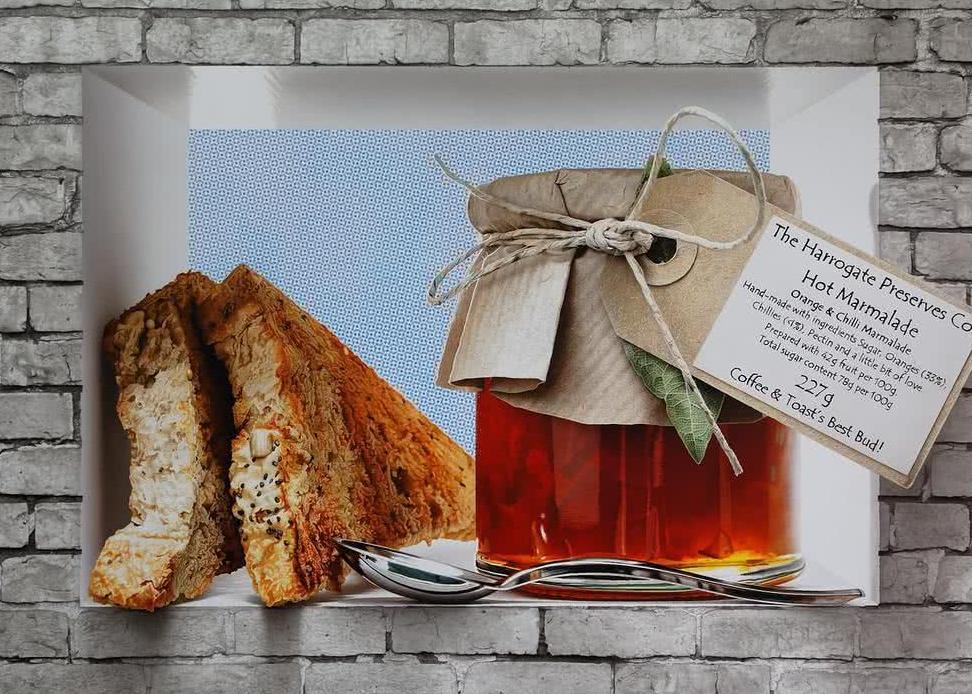 The Harrogate Preserves Co
Hot Marmalade
Orange & Chilli Marmalade
Hand-made with ingredients Sugar, Oranges (33%)
Chillies (<1%), Pectin and a little bit of love
Prepared with 42g fruit per 100g.
Total sugar content 78g per 100g
227g
Coffee & Toast's Best Bud!